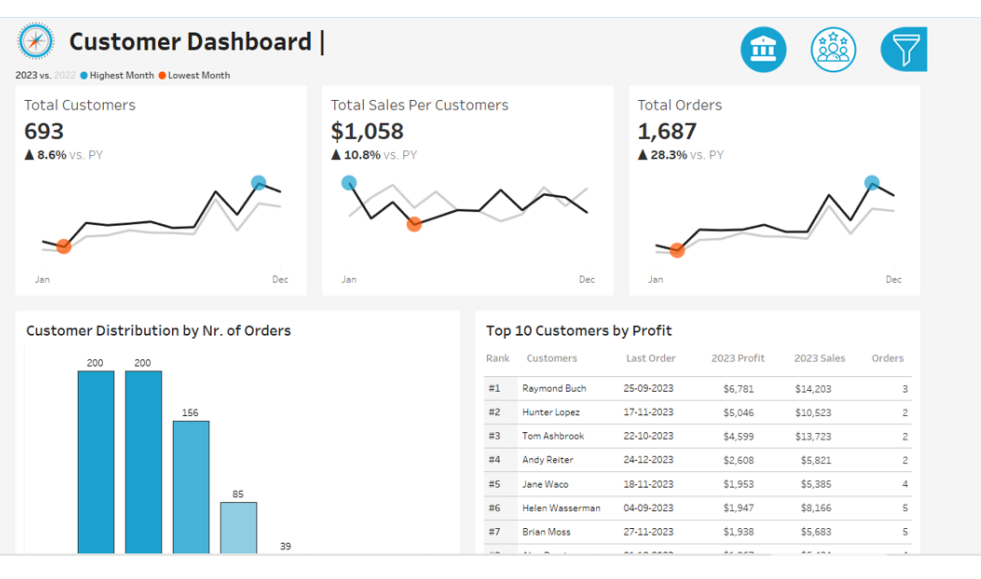 Customer Dashboard |
2023 vs. 2022 Highest Month Lowest Month
Total Customers
693
▲ 8.6% vs. PY
Jan Dec
Total Sales Per Customers
$1,058
▲ 10.8% vs. PY
Jan Dec
Total Orders
1,687
▲ 28.3% vs. PY
Jan Dec
Customer Distribution by Nr. of Orders
200 200
156
85
39
Top 10 Customers by Profit
Rank Customers Last Order 2023 Profit 2023 Sales Orders
#1 Raymond Buch 25-09-2023 $6,781 $14,203 3
#2 Hunter Lopez 17-11-2023 $5,046 $10,523 2
#3 Tom Ashbrook 22-10-2023 $4,599 $13,723 2
#4 Andy Reiter 24-12-2023 $2,608 $5,821 2
#5 Jane Waco 18-11-2023 $1,953 $5,385 4
#6 Helen Wasserman 04-09-2023 $1,947 $8,166 5
#7 Brian Moss 27-11-2023 $1,938 $5,683 5